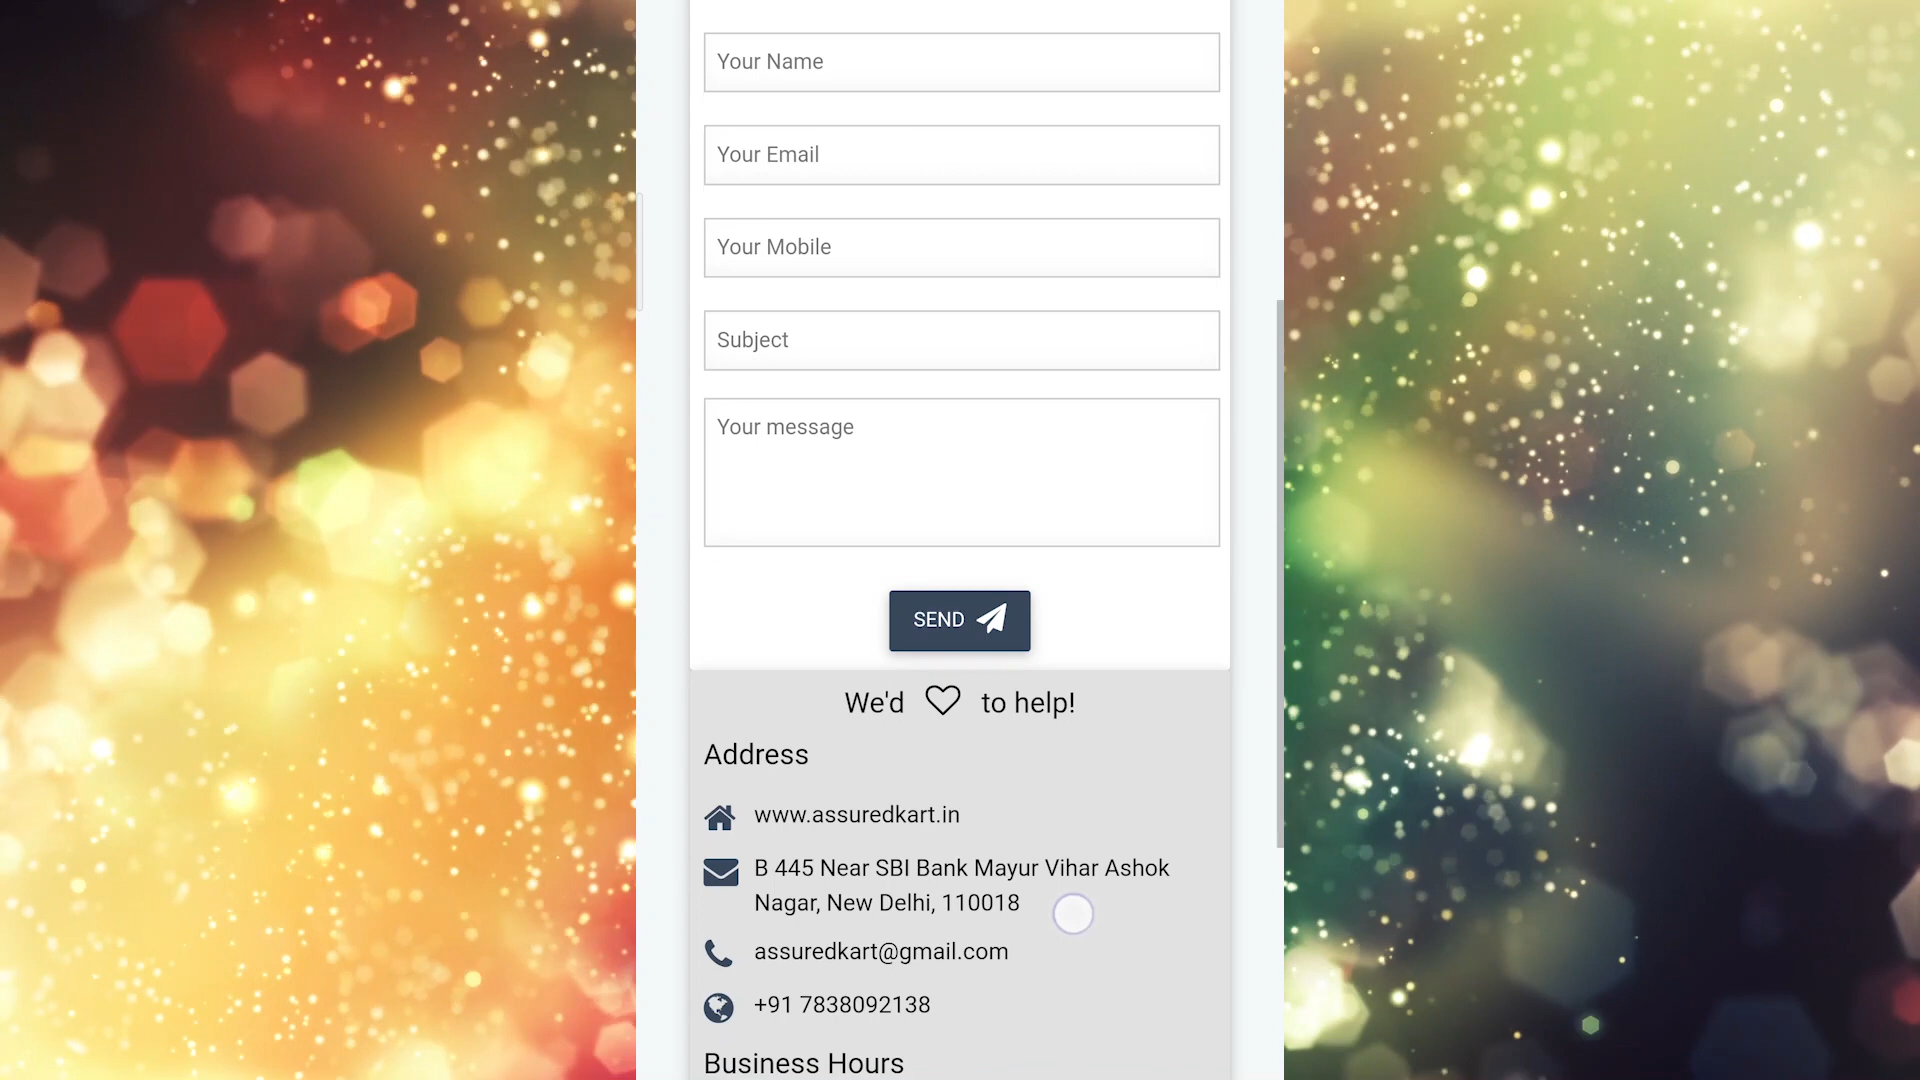 Your Name
Your Email
Your Mobile
Subject
Your message
SEND
We'd to help!
Address
www.assuredkart.in
B 445 Near SBI Bank Mayur Vihar Ashok
Nagar, New Delhi, 110018
assuredkart@gmail.com
+91 7838092138
Business Hours